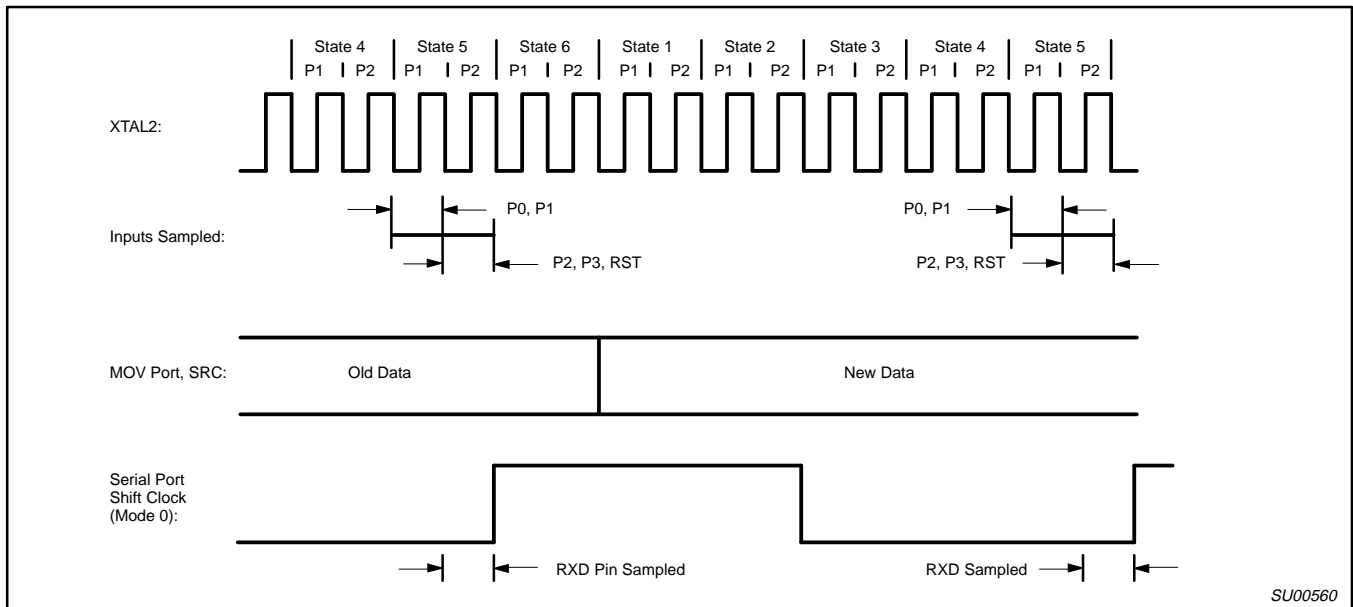 State 4 State 5 State 6 State 1 State 2 State 3 State 4 State 5
P1 P2 P1 P2 P1 P2 P1 P2 P1 P2 P1 P2 P1 P2 P1 P2
XTAL2:
P0, P1 P0, P1
Inputs Sampled:
P2, P3, RST P2, P3, RST
MOV Port, SRC: Old Data New Data
Serial Port
Shift Clock
(Mode 0):
RXD Pin Sampled RXD Sampled
SU00560